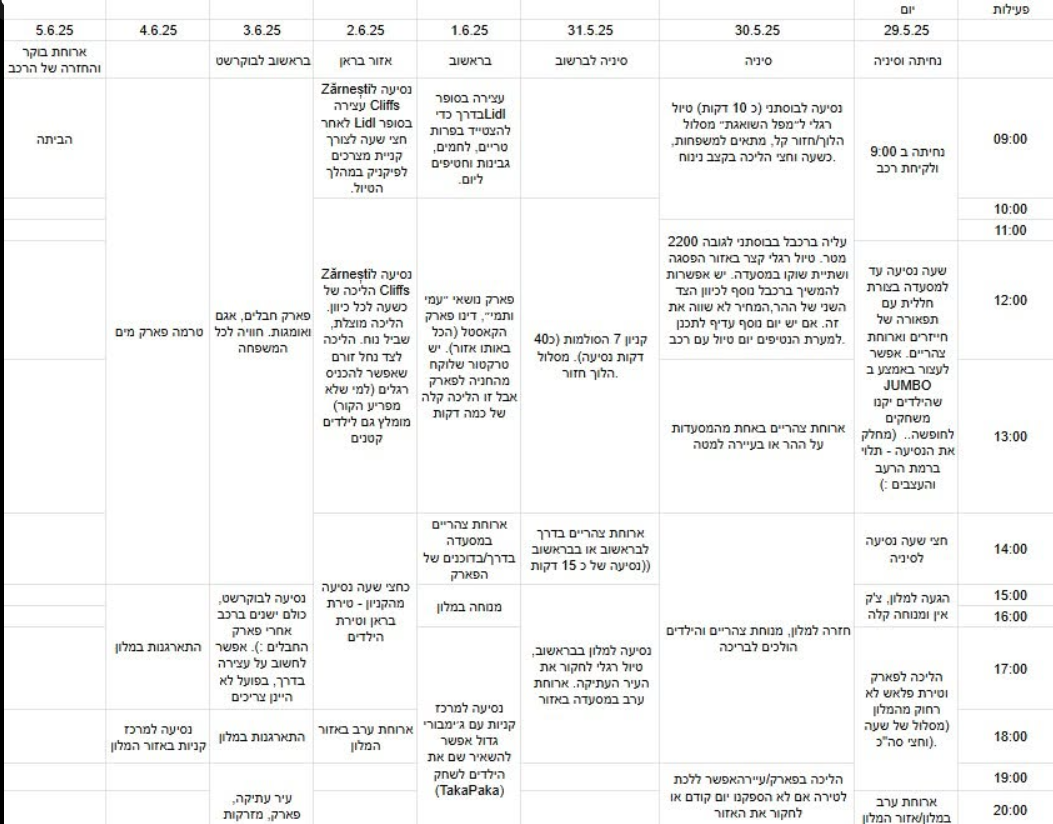 פעילות
יום
29.5.25
30.5.25
31.5.25
1.6.25
2.6.25
3.6.25
4.6.25
5.6.25
נחיתה וסיניה
סיניה
סיניה לברשוב
בראשוב
אזור בראן
בראשוב לבוקרשט
ארוחת בוקר
והחזרה של הרכב
09:00
נחיתה ב 9:00
ולקיחת רכב
נסיעה לבוסתני (כ 10 דקות) טיול
רגלי ל"מפל השואגת" מסלול
הלוך/חזור קל, מתאים למשפחות,
כשעה וחצי הליכה בקצב נינוח.
עצירה בסופר
Lidlבדרך כדי
להצטייד בפרות
טריים, לחמים,
גבינות וחטיפים
ליום.
נסיעה לZărnești
Cliffs עצירה
בסופר Lidl לאחר
חצי שעה לצורך
קניית מצרכים
לפיקניק במהלך
הטיול.
הביתה
10:00
11:00
עליה ברכבל בבוסתני לגובה 2200
מטר. טיול רגלי קצר באזור הפסגה
ושתיית שוקו במסעדה. יש אפשרות
להמשיך ברכבל נוסף לכיוון הצד
השני של ההר,המחיר לא שווה את
זה. אם יש יום נוסף עדיף לתכנן
למערת הנטיפים יום טיול עם רכב.
12:00
שעה נסיעה עד
למסעדה בצורת
חללית עם
תפאורה של
חייזרים וארוחת
צהריים. אפשר
לעצור באמצע ב
JUMBO
שהילדים יקנו
משחקים
לחופשה.. (מחלק
את הנסיעה - תלוי
ברמת הרעב
והעצבים :)
קניון 7 הסולמות (כ40
דקות נסיעה). מסלול
הלוך חזור.
פארק נושאי "עמי
ותמי", דינו פארק
הקאסטל (הכל
באותו אזור). יש
טרקטור שלוקח
מהחניה לפארק
אבל זו הליכה קלה
של כמה דקות
נסיעה לZărnești
Cliffs הליכה של
כשעה לכל כיוון.
הליכה מוצלת,
שביל נוח. הליכה
לצד נחל זורם
שאפשר להכניס
רגלים (למי שלא
מפריע הקור)
מומלץ גם לילדים
קטנים
פארק חבלים, אגם
ואומגות. חוויה לכל
המשפחה
טרמה פארק מים
13:00
ארוחת צהריים באחת מהמסעדות
על ההר או בעיירה למטה
14:00
חצי שעה נסיעה
לסיניה
ארוחת צהריים בדרך
לבראשוב או בבראשוב
((נסיעה של כ 15 דקות
ארוחת צהריים
במסעדה
בדרך/בדוכנים של
הפארק
כחצי שעה נסיעה
מהקניון - טירת
בראן וטירת
הילדים
15:00
16:00
הגעה למלון, צ'ק
אין ומנוחה קלה
חזרה למלון, מנוחת צהריים והילדים
הולכים לבריכה
מנוחה במלון
נסיעה לבוקרשט,
כולם ישנים ברכב
אחרי פארק
החבלים :). אפשר
לחשוב על עצירה
בדרך, בפועל לא
היינן צריכים
התארגנות במלון
17:00
הליכה לפארק
וטירת פלאש לא
רחוק מהמלון
(מסלול של שעה
וחצי סה"כ).
נסיעה למלון בבראשוב,
טיול רגלי לחקור את
העיר העתיקה. ארוחת
ערב במסעדה באזור
נסיעה למרכז
קניות עם ג'ימבורי
גדול אפשר
להשאיר שם את
הילדים לשחק
(TakaPaka)
18:00
ארוחת ערב באזור
המלון
התארגנות במלון
נסיעה למרכז
קניות באזור המלון
19:00
הליכה בפארק/עיירהאפשר ללכת
לטירה אם לא הספקנו יום קודם או
לחקור את האזור
20:00
ארוחת ערב
במלון/אזור המלון
עיר עתיקה,
פארק, מזרקות